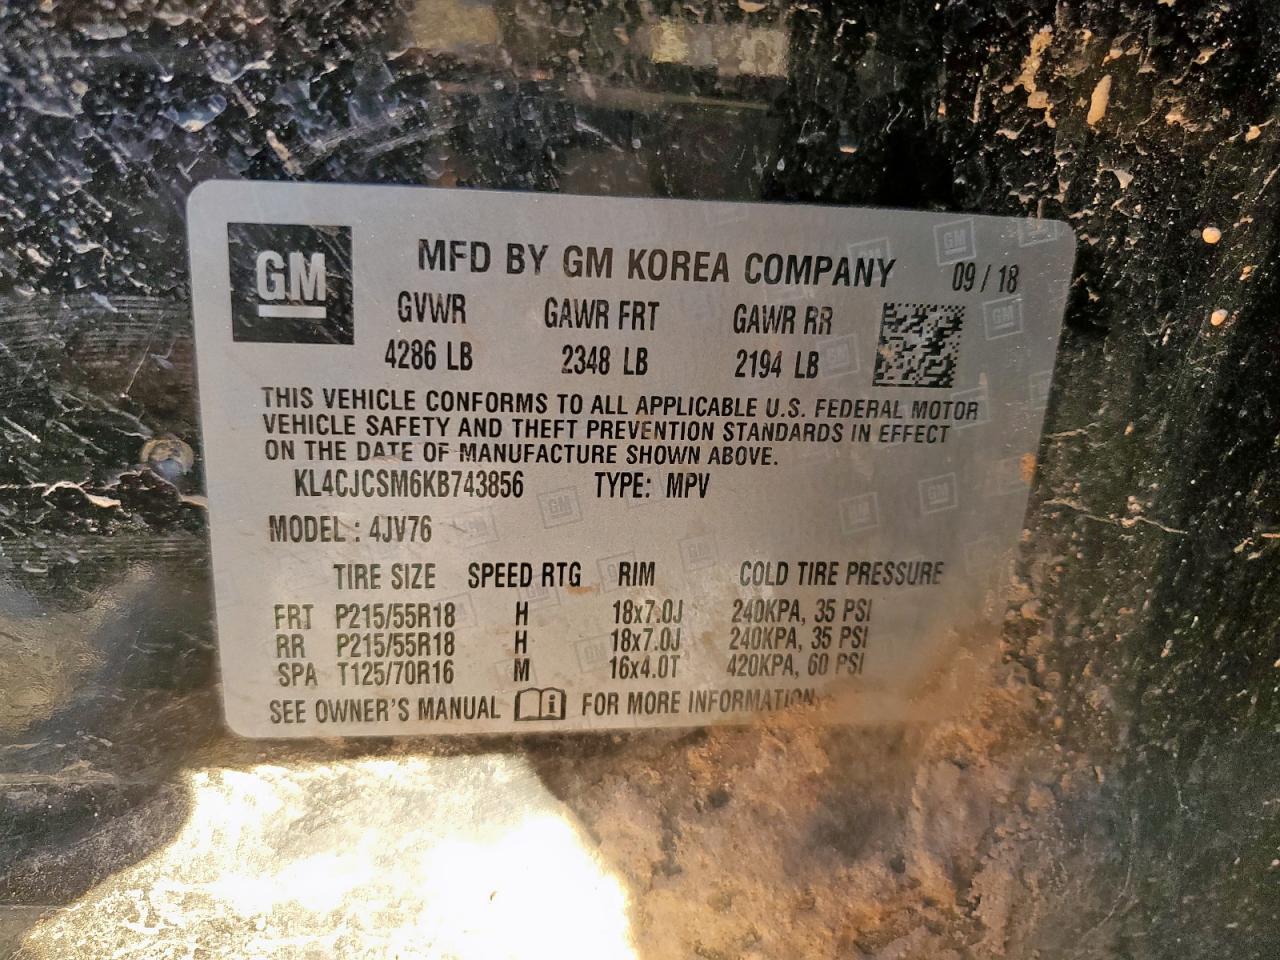 GM
MFD BY GM KOREA COMPANY 09 / 18
GVWR GAWR FRT GAWR RR
4286 LB 2348 LB 2194 LB
THIS VEHICLE CONFORMS TO ALL APPLICABLE U.S. FEDERAL MOTOR
VEHICLE SAFETY AND THEFT PREVENTION STANDARDS IN EFFECT
ON THE DATE OF MANUFACTURE SHOWN ABOVE.
KL4CJCSM6KB743856 TYPE: MPV
MODEL : 4JV76
TIRE SIZE SPEED RTG RIM COLD TIRE PRESSURE
FRT P215/55R18 H 18x7.0J 240KPA, 35 PSI
RR P215/55R18 H 18x7.0J 240KPA, 35 PSI
SPA T125/70R16 M 16x4.0T 420KPA, 60 PSI
SEE OWNER'S MANUAL i FOR MORE INFORMATION